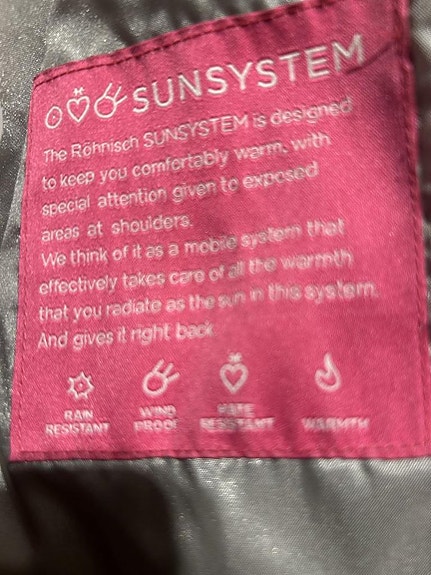 SUNSYSTEM
The Röhnisch SUNSYSTEM is designed
to keep you comfortably warm, with
special attention given to exposed
areas at shoulders.
We think of it as a mobile system that
effectively takes care of all the warmth
that you radiate as the sun in this system.
And gives it right back
RAIN WIND WARMTH
RESISTANT PROOF RESISTANT